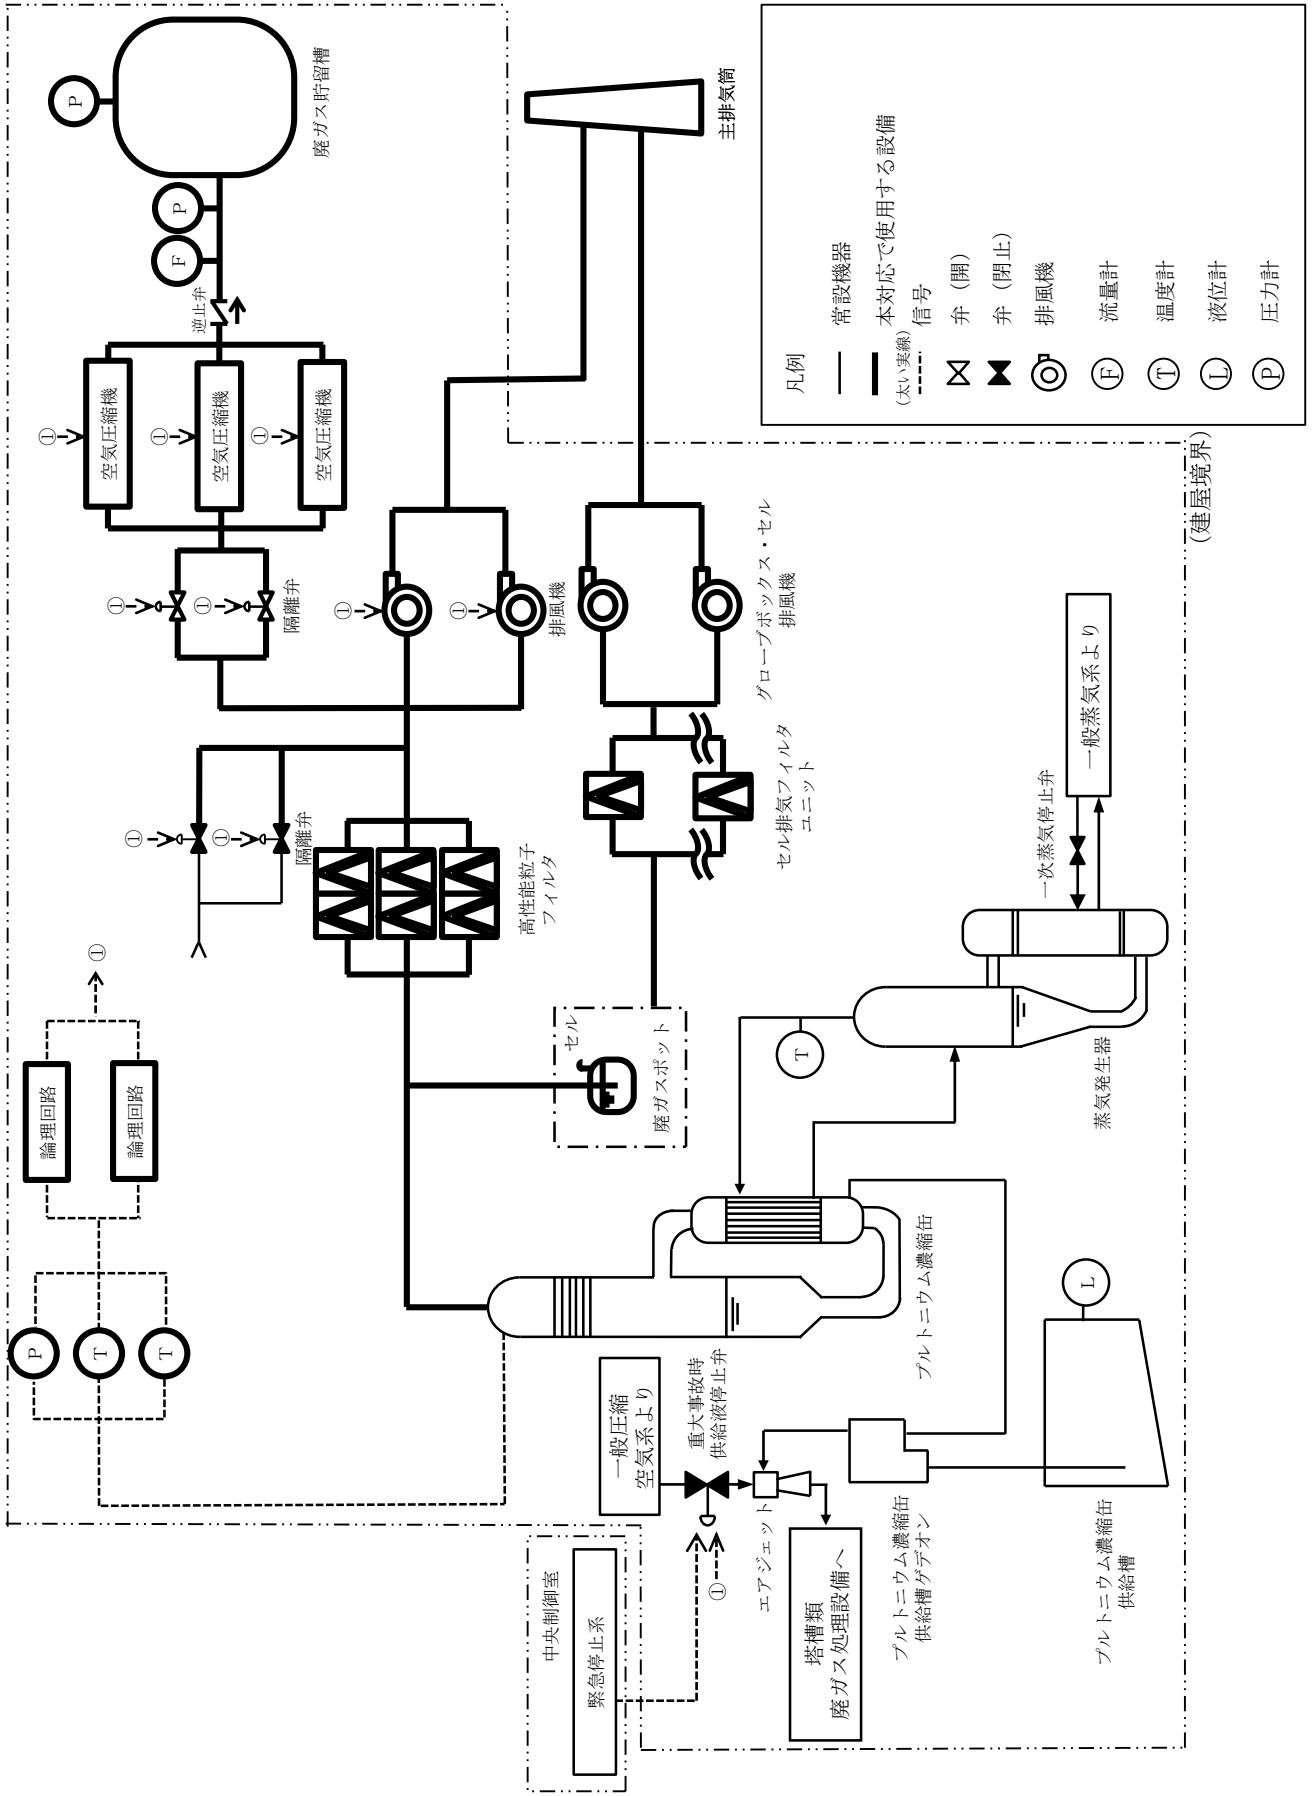 P
廃ガス貯留槽
P
F
逆止弁
①
空気圧縮機
①
空気圧縮機
①
空気圧縮機
①
①
隔離弁
①
①
排風機
主排気筒
グローブボックス・セル
排風機
セル排気フィルタ
ユニット
①
①
隔離弁
高性能粒子
フィルタ
①
論理回路
論理回路
P
T
T
セル
廃ガスポット
T
一次蒸気停止弁
一般蒸気系より
蒸気発生器
プルトニウム濃縮缶
L
一般圧縮
空気系より
重大事故時
供給液停止弁
エアジェット
①
塔槽類
廃ガス処理設備へ
プルトニウム濃縮缶
供給槽ゲデオン
プルトニウム濃縮缶
供給槽
中央制御室
緊急停止系
(建屋境界)
凡例
常設機器
本対応で使用する設備
(太い実線)
信号
弁（開）
弁（閉止）
排風機
F 流量計
T 温度計
L 液位計
P 圧力計